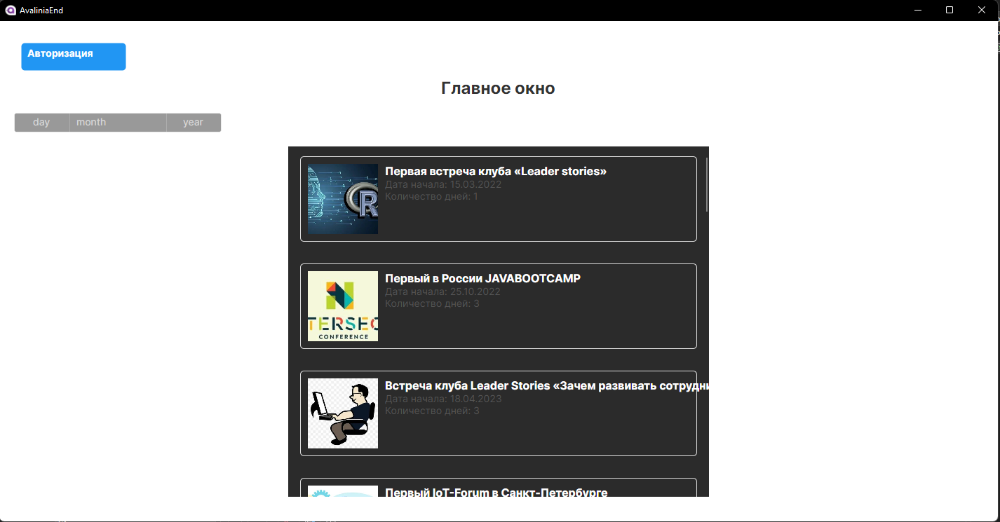 AvaliniaEnd
Авторизация
Главное окно
day month year
Первая встреча клуба «Leader stories»
Дата начала: 15.03.2022
Количество дней: 1
R
Первый в России JAVABOOTCAMP
Дата начала: 25.10.2022
Количество дней: 3
TERSEC
CONFERENCE
Встреча клуба Leader Stories «Зачем развивать сотрудни
Дата начала: 18.04.2023
Количество дней: 3
Первый IoT-Forum в Санкт-Петербурге